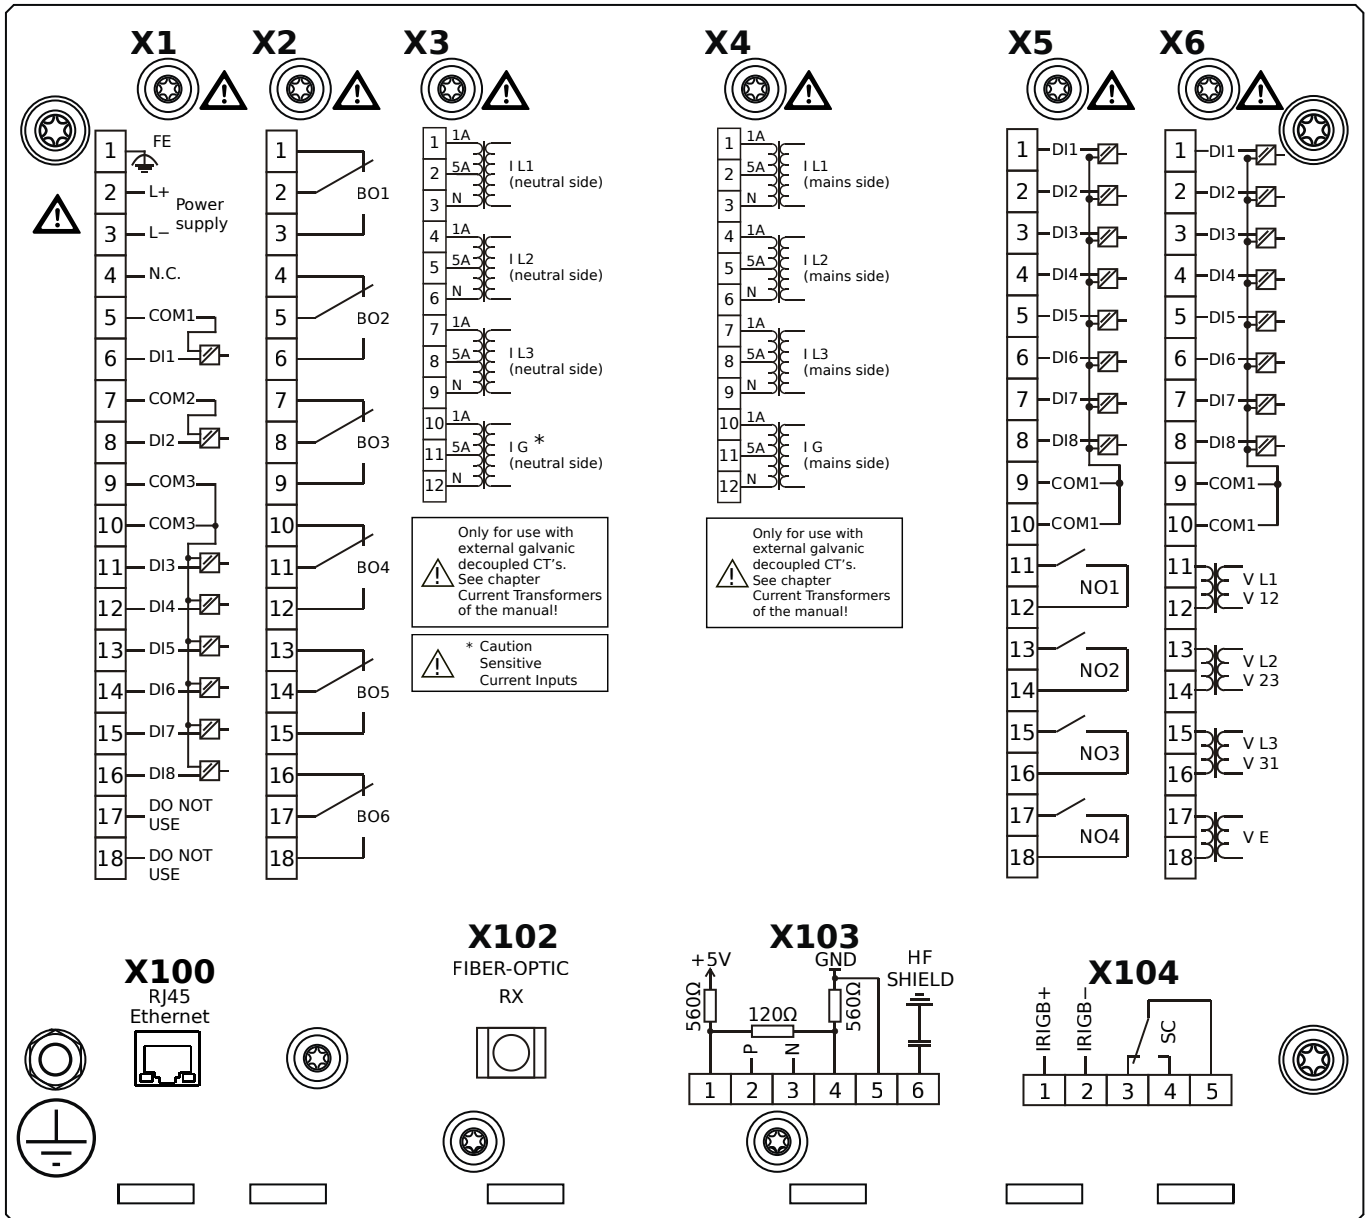 X1
X2
X3
X4
X5
X6
1 FE
2 L+
Power
supply
3 L−
4 N.C.
5 COM1
6 DI1
7 COM2
8 DI2
9 COM3
10 COM3
11 DI3
12 DI4
13 DI5
14 DI6
15 DI7
16 DI8
17 DO NOT
USE
18 DO NOT
USE
1
2 BO1
3
4
5 BO2
6
7
8 BO3
9
10
11 BO4
12
13
14 BO5
15
16
17 BO6
18
1 1A
2 5A
3 N
I L1
(neutral side)
4 1A
5 5A
6 N
I L2
(neutral side)
7 1A
8 5A
9 N
I L3
(neutral side)
10 1A
11 5A
12 N
I G *
(neutral side)
Only for use with
external galvanic
decoupled CT's.
See chapter
Current Transformers
of the manual!
* Caution
Sensitive
Current Inputs
1 1A
2 5A
3 N
I L1
(mains side)
4 1A
5 5A
6 N
I L2
(mains side)
7 1A
8 5A
9 N
I L3
(mains side)
10 1A
11 5A
12 N
I G
(mains side)
Only for use with
external galvanic
decoupled CT's.
See chapter
Current Transformers
of the manual!
1 DI1
2 DI2
3 DI3
4 DI4
5 DI5
6 DI6
7 DI7
8 DI8
9 COM1
10 COM1
11
NO1
12
13
NO2
14
15
NO3
16
17
NO4
18
1 DI1
2 DI2
3 DI3
4 DI4
5 DI5
6 DI6
7 DI7
8 DI8
9 COM1
10 COM1
11 V L1
12 V 12
13 V L2
14 V 23
15 V L3
16 V 31
17
V E
18
X100
RJ45
Ethernet
X102
FIBER-OPTIC
RX
X103
+5V
GND
HF
SHIELD
560Ω
120Ω
560Ω
P
N
1 2 3 4 5 6
X104
IRIGB+
IRIGB−
SC
1 2 3 4 5